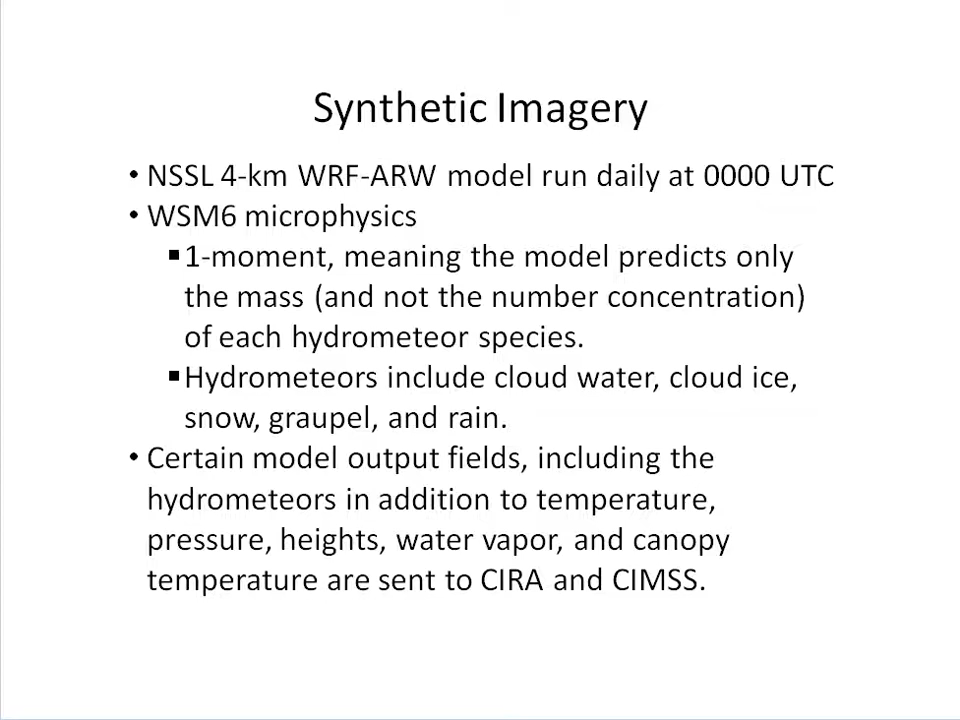 Synthetic Imagery
• NSSL 4-km WRF-ARW model run daily at 0000 UTC
• WSM6 microphysics
▪ 1-moment, meaning the model predicts only
the mass (and not the number concentration)
of each hydrometeor species.
▪ Hydrometeors include cloud water, cloud ice,
snow, graupel, and rain.
• Certain model output fields, including the
hydrometeors in addition to temperature,
pressure, heights, water vapor, and canopy
temperature are sent to CIRA and CIMSS.